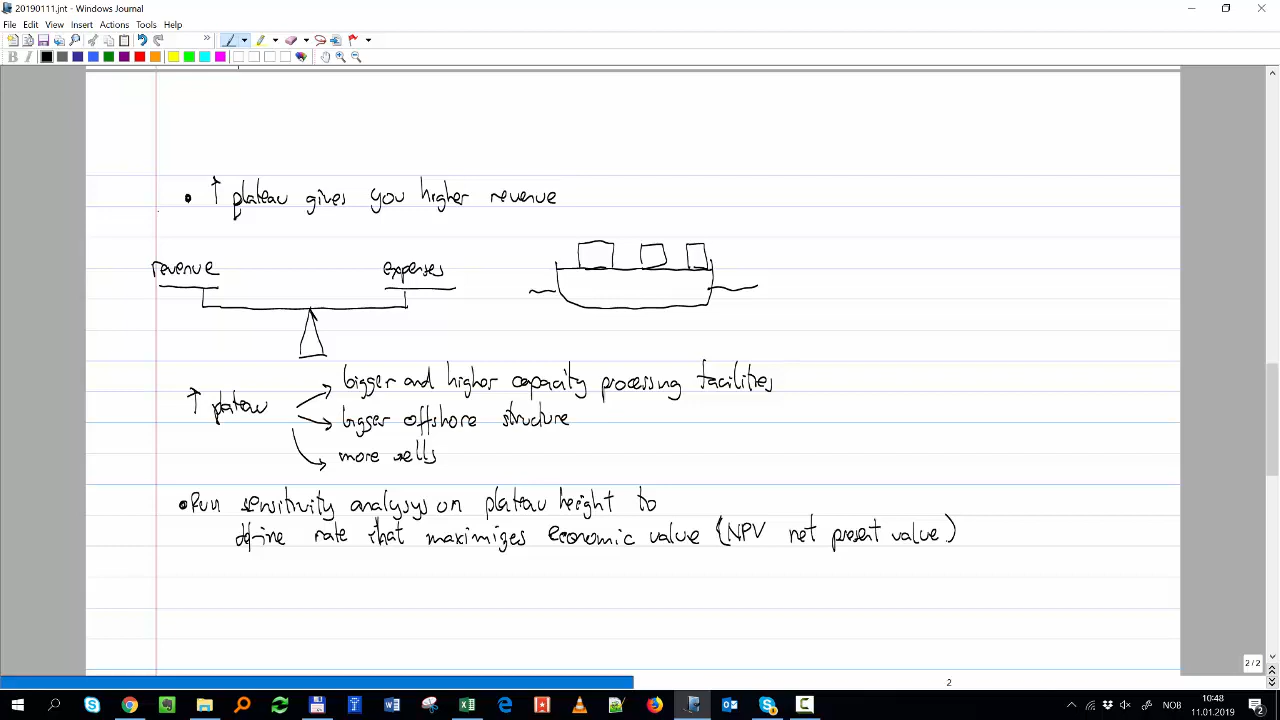 20190111.jnt - Windows Journal
File Edit View Insert Actions Tools Help
B I
• ↑ plateau gives you higher revenue
revenue expenses
bigger and higher capacity processing facilities
↑ plateau
bigger offshore structure
more wells
• Run sensitivity analysys on plateau height to
define rate that maximizes economic value (NPV net present value)
2/2
2
NOB
10:48
11.01.2019
2